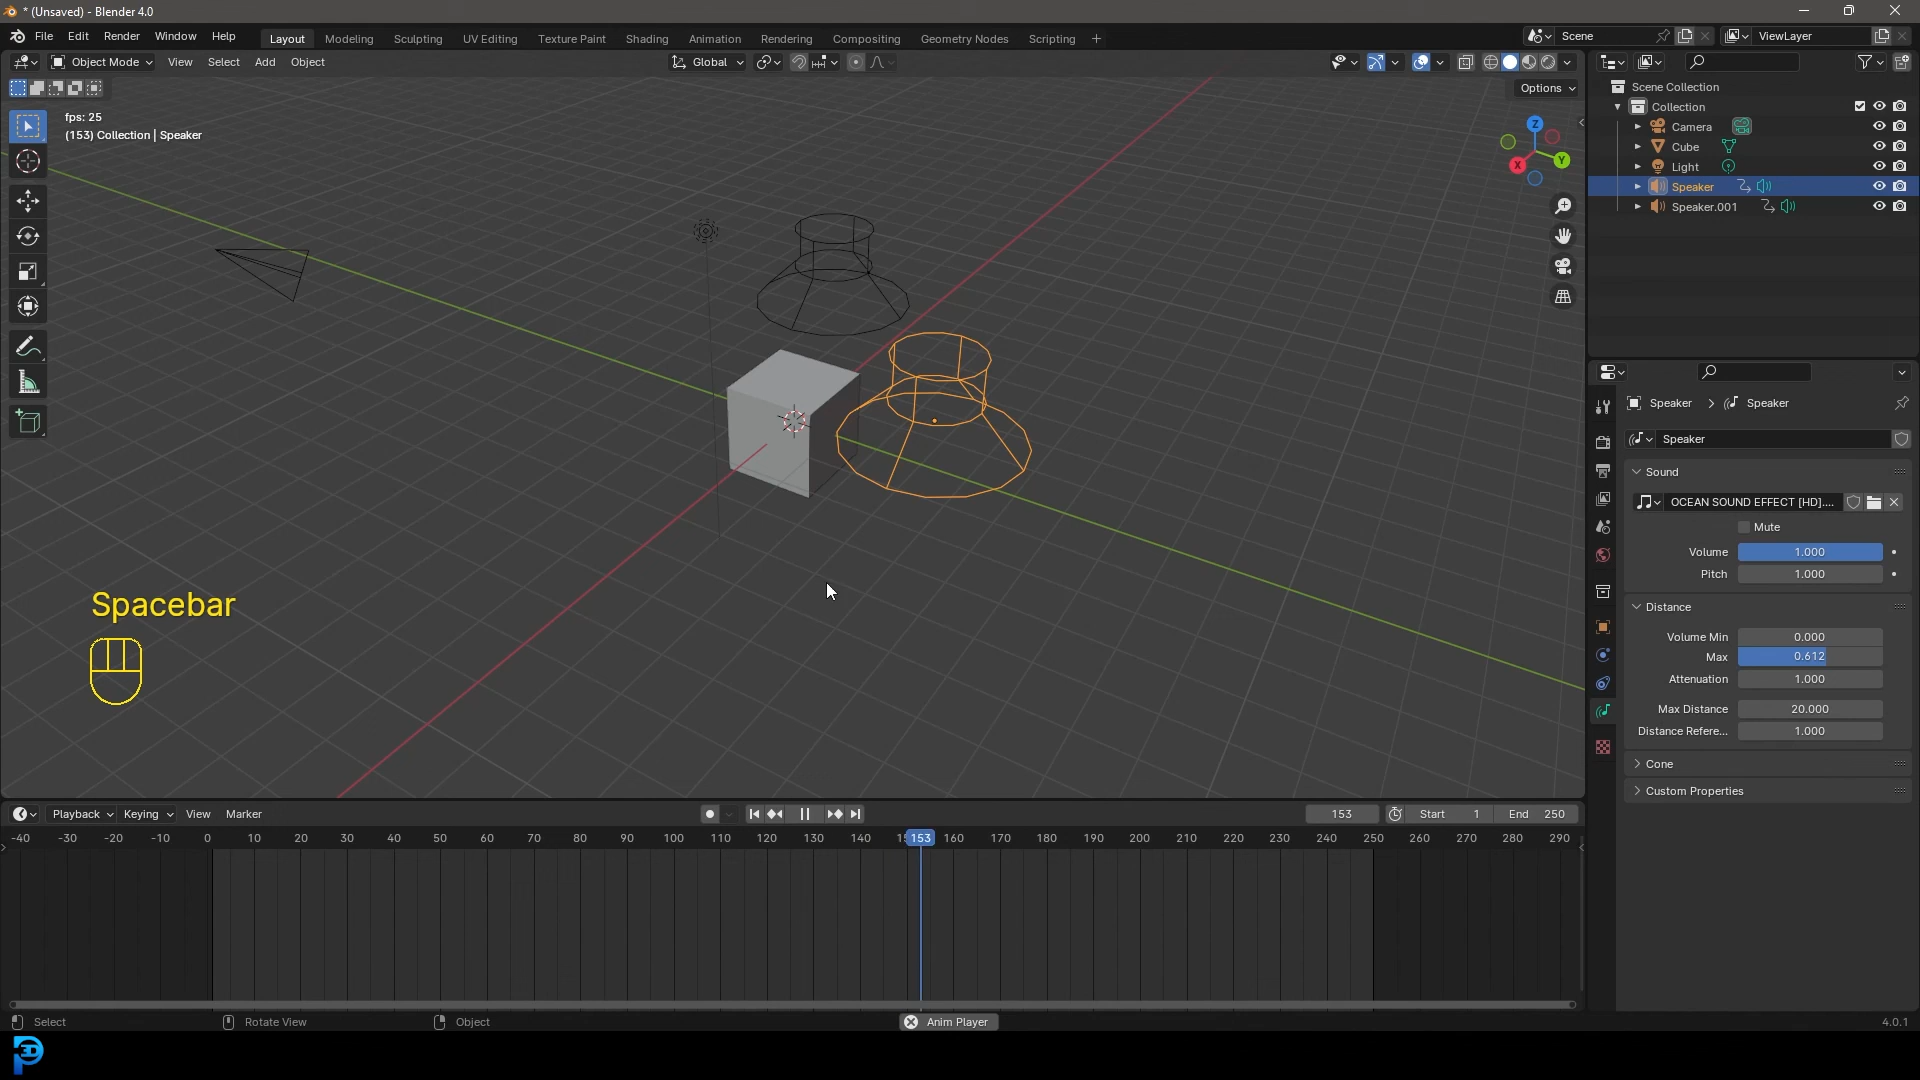 * (Unsaved) - Blender 4.0
File Edit Render Window Help
Layout Modeling Sculpting UV Editing Texture Paint Shading Animation Rendering Compositing Geometry Nodes Scripting +
Scene
ViewLayer
Object Mode View Select Add Object
Global
Options
fps: 25
(153) Collection | Speaker
Z
Y
X
Scene Collection
Collection
Camera
Cube
Light
Speaker
Speaker.001
Speaker > Speaker
Speaker
Sound
OCEAN SOUND EFFECT [HD]....
Mute
Volume 1.000
Pitch 1.000
Distance
Volume Min 0.000
Max 0.612
Attenuation 1.000
Max Distance 20.000
Distance Refere... 1.000
Cone
Custom Properties
Spacebar
Playback Keying View Marker
153
Start 1
End 250
-40 -30 -20 -10 0 10 20 30 40 50 60 70 80 90 100 110 120 130 140 153 160 170 180 190 200 210 220 230 240 250 260 270 280 290
Select Rotate View Object
Anim Player
4.0.1